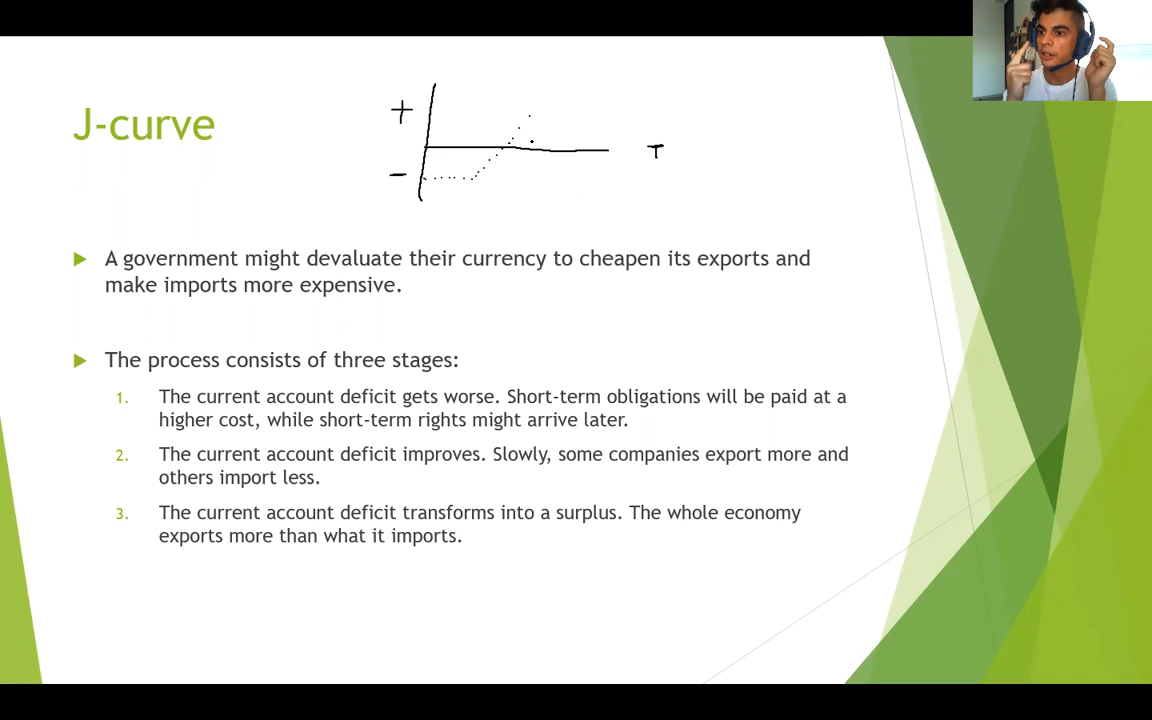 +
J-curve
T
-
A government might devaluate their currency to cheapen its exports and
make imports more expensive.
The process consists of three stages:
1. The current account deficit gets worse. Short-term obligations will be paid at a
higher cost, while short-term rights might arrive later.
2. The current account deficit improves. Slowly, some companies export more and
others import less.
3. The current account deficit transforms into a surplus. The whole economy
exports more than what it imports.